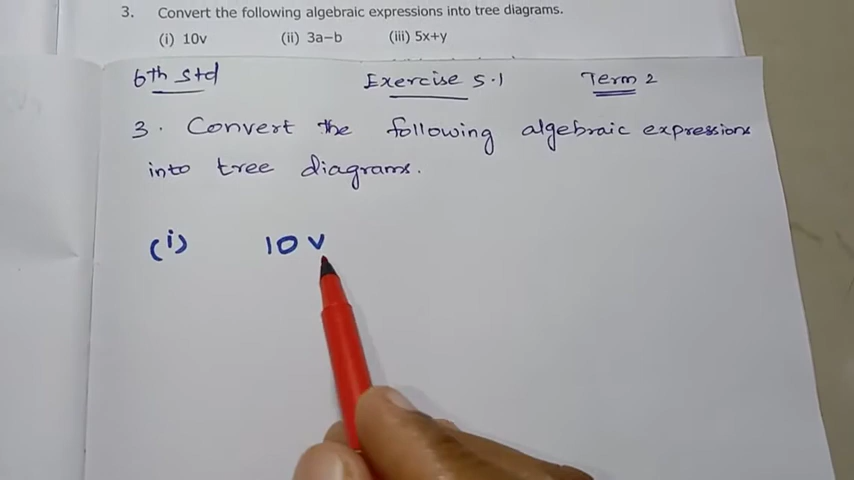 3. Convert the following algebraic expressions into tree diagrams.
(i) 10v (ii) 3a−b (iii) 5x+y
6th std Exercise 5.1 Term 2
3. Convert the following algebraic expressions
into tree diagrams.
(i) 10v